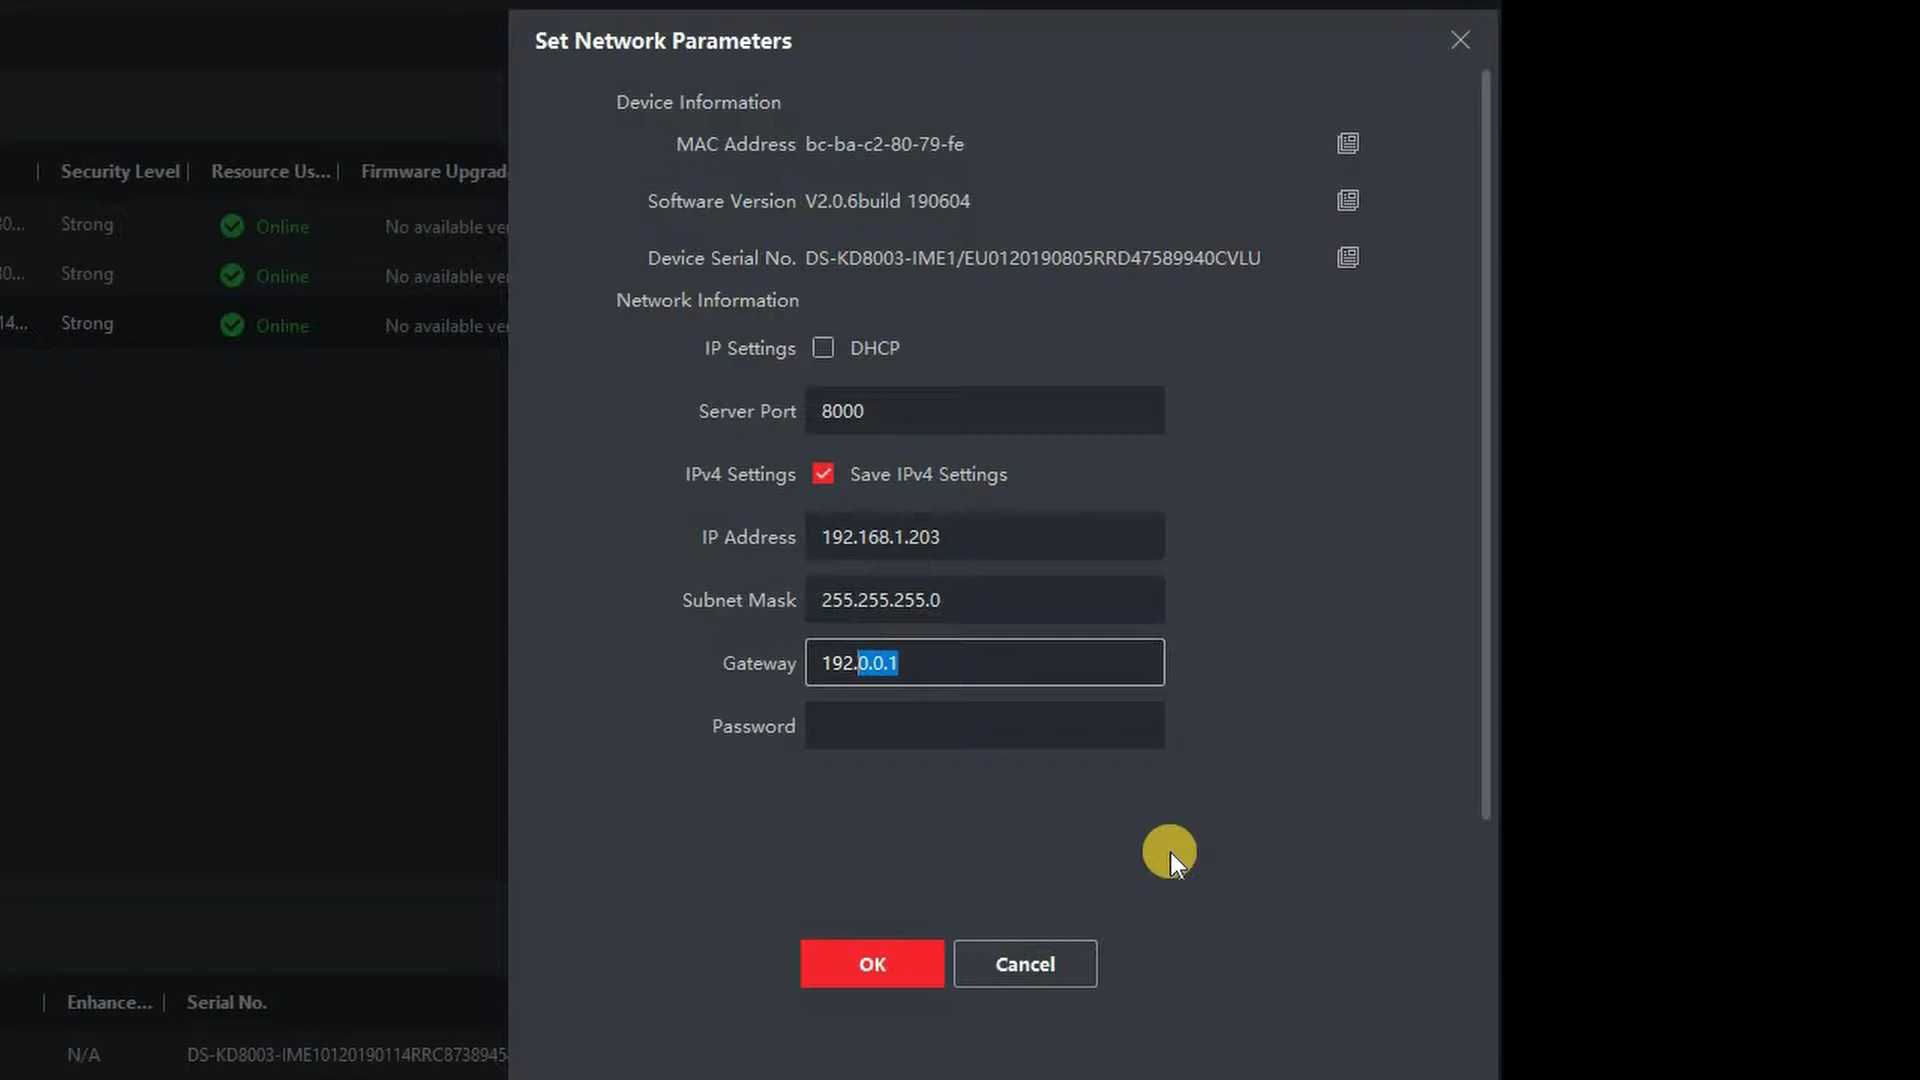 Set Network Parameters
Device Information
MAC Address bc-ba-c2-80-79-fe
Software Version V2.0.6build 190604
Device Serial No. DS-KD8003-IME1/EU0120190805RRD47589940CVLU
Network Information
IP Settings DHCP
Server Port 8000
IPv4 Settings Save IPv4 Settings
IP Address 192.168.1.203
Subnet Mask 255.255.255.0
Gateway 192.0.0.1
Password
OK Cancel
| Security Level | Resource Us... | Firmware Upgrad
0... Strong Online No available ve
0... Strong Online No available ve
14... Strong Online No available ve
| Enhance... | Serial No.
N/A DS-KD8003-IME10120190114RRC8738945